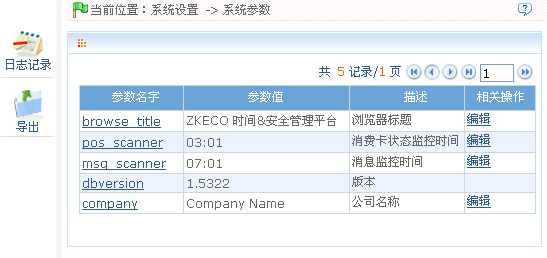 当前位置：系统设置 -> 系统参数
日志记录
导出
共 5 记录/1 页 1
参数名字 参数值 描述 相关操作
browse_title ZKECO 时间&安全管理平台 浏览器标题 编辑
pos_scanner 03:01 消费卡状态监控时间 编辑
msg_scanner 07:01 消息监控时间 编辑
dbversion 1.5322 版本
company Company Name 公司名称 编辑